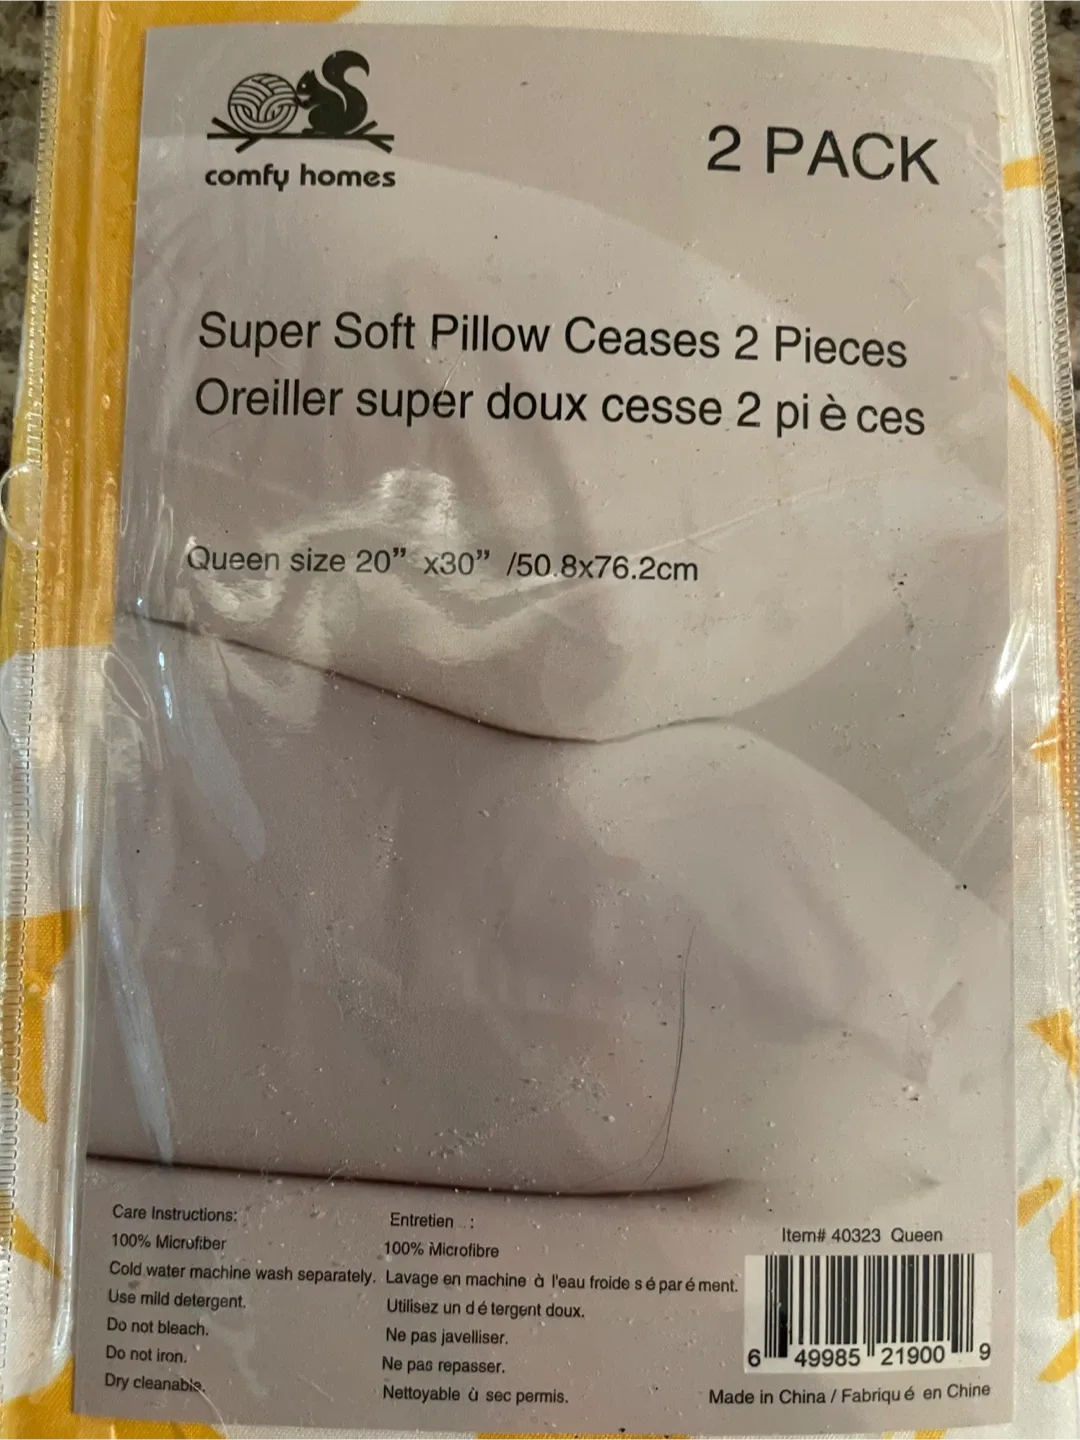 comfy homes
2 PACK
Super Soft Pillow Ceases 2 Pieces
Oreiller super doux cesse 2 pi è ces
Queen size 20” x30” /50.8x76.2cm
Care Instructions:
100% Microfiber
Cold water machine wash separately.
Use mild detergent.
Do not bleach.
Do not iron.
Dry cleanable.
Entretien :
100% Microfibre
Lavage en machine à l'eau froide s é par é ment.
Utilisez un d é tergent doux.
Ne pas javelliser.
Ne pas repasser.
Nettoyable à sec permis.
Item# 40323 Queen
6 49985 21900 9
Made in China / Fabriqu é en Chine